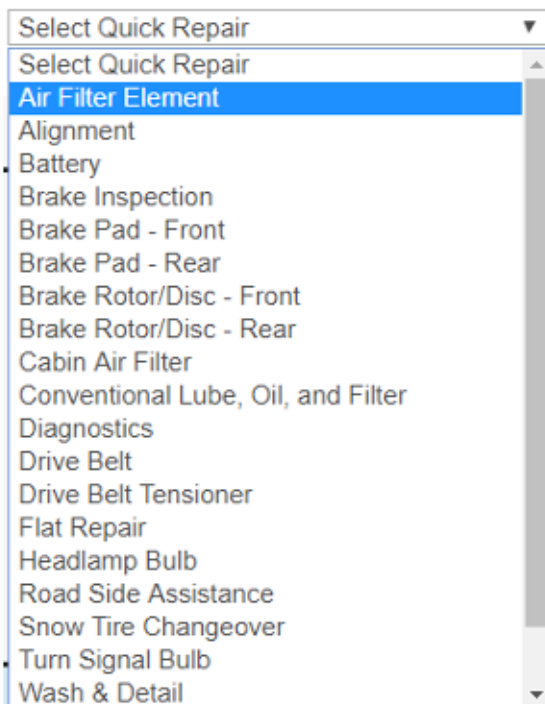 Select Quick Repair
Select Quick Repair
Air Filter Element
Alignment
Battery
Brake Inspection
Brake Pad - Front
Brake Pad - Rear
Brake Rotor/Disc - Front
Brake Rotor/Disc - Rear
Cabin Air Filter
Conventional Lube, Oil, and Filter
Diagnostics
Drive Belt
Drive Belt Tensioner
Flat Repair
Headlamp Bulb
Road Side Assistance
Snow Tire Changeover
Turn Signal Bulb
Wash & Detail